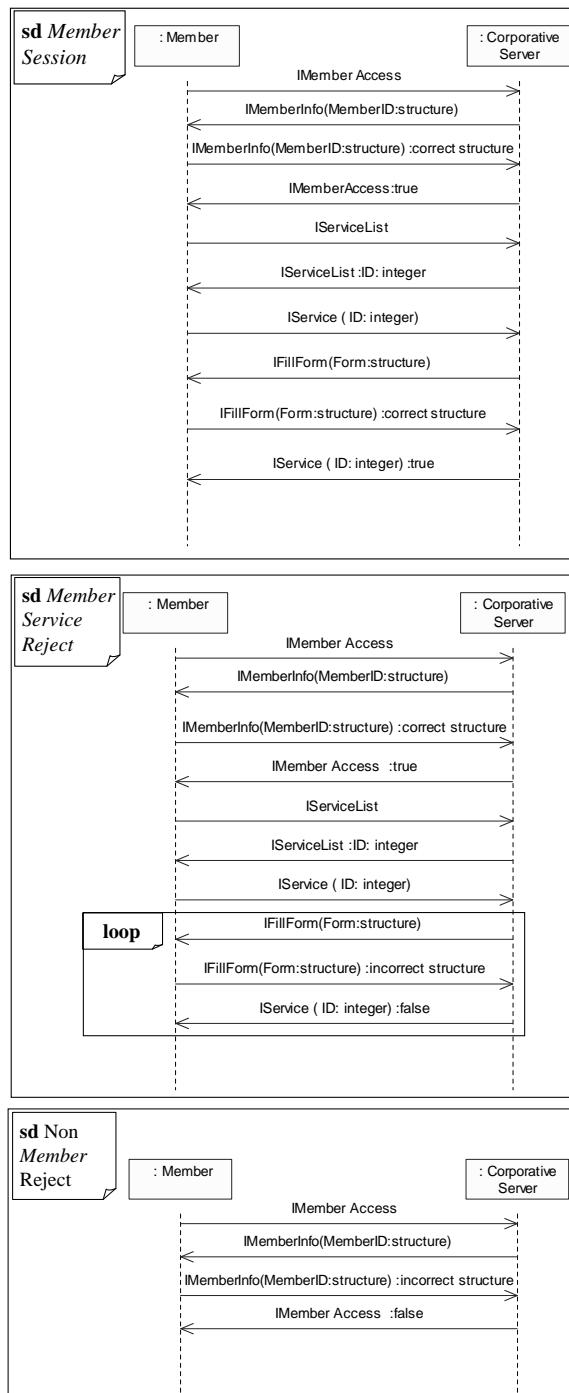 sd Member
Session
: Member
: Corporative
Server
IMember Access
IMemberInfo(MemberID:structure)
IMemberInfo(MemberID:structure) :correct structure
IMemberAccess:true
IServiceList
IServiceList :ID: integer
IService ( ID: integer)
IFillForm(Form:structure)
IFillForm(Form:structure) :correct structure
IService ( ID: integer) :true
sd Member
Service
Reject
: Member
: Corporative
Server
IMember Access
IMemberInfo(MemberID:structure)
IMemberInfo(MemberID:structure) :correct structure
IMember Access :true
IServiceList
IServiceList :ID: integer
IService ( ID: integer)
loop
IFillForm(Form:structure)
IFillForm(Form:structure) :incorrect structure
IService ( ID: integer) :false
sd Non
Member
Reject
: Member
: Corporative
Server
IMember Access
IMemberInfo(MemberID:structure)
IMemberInfo(MemberID:structure) :incorrect structure
IMember Access :false